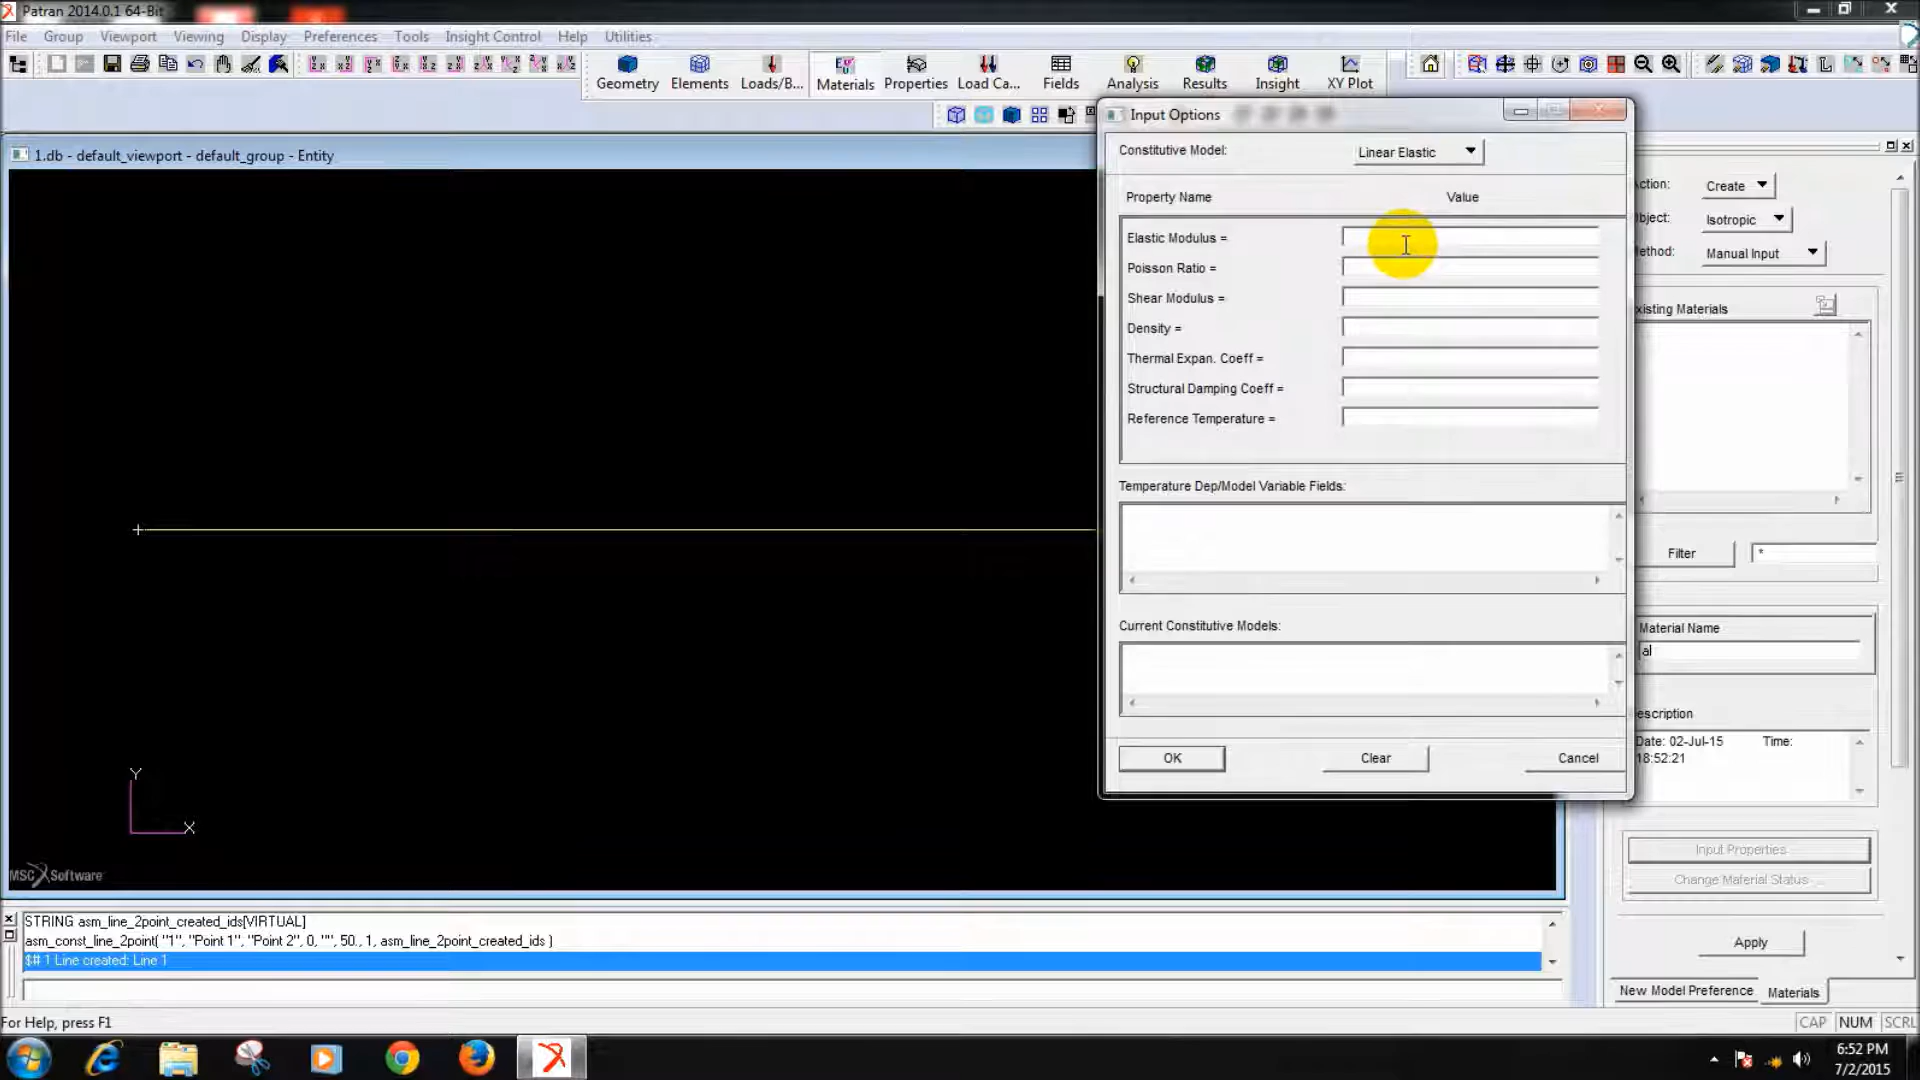 Patran 2014.0.1 64-Bit
File Group Viewport Viewing Display Preferences Tools Insight Control Help Utilities
Geometry Elements Loads/B... Materials Properties Load Ca... Fields Analysis Results Insight XY Plot
1.db - default_viewport - default_group - Entity
Input Options
Constitutive Model: Linear Elastic
Property Name Value
Elastic Modulus =
Poisson Ratio =
Shear Modulus =
Density =
Thermal Expan. Coeff =
Structural Damping Coeff =
Reference Temperature =
Temperature Dep/Model Variable Fields:
Current Constitutive Models:
OK Clear Cancel
ction: Create
bject: Isotropic
ethod: Manual Input
xisting Materials
Filter *
Material Name
al
escription
Date: 02-Jul-15 Time:
18:52:21
Input Properties ...
Change Material Status ...
Apply
New Model Preference Materials
Y
X
MSC Software
STRING asm_line_2point_created_ids[VIRTUAL]
asm_const_line_2point( "1", "Point 1", "Point 2", 0, "", 50., 1, asm_line_2point_created_ids )
$# 1 Line created: Line 1
For Help, press F1
CAP NUM SCRL
6:52 PM
7/2/2015